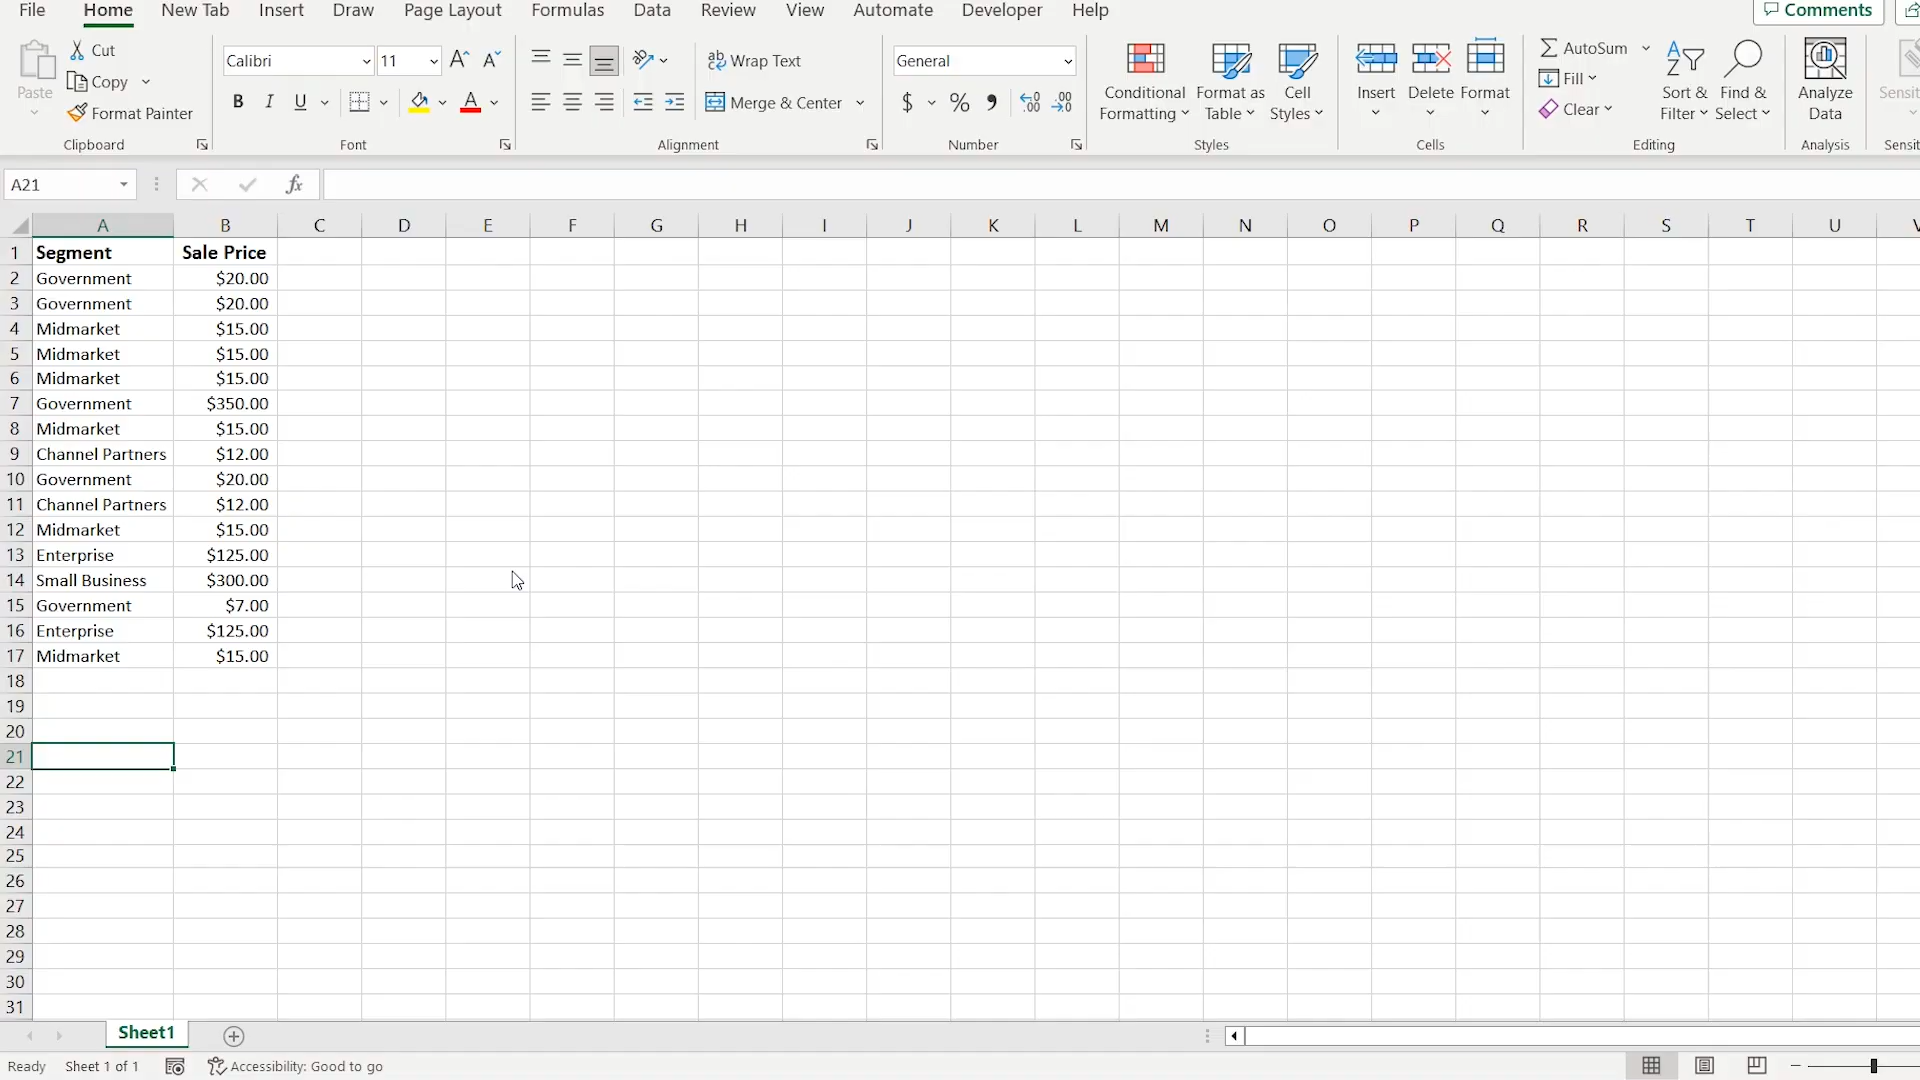 File Home New Tab Insert Draw Page Layout Formulas Data Review View Automate Developer Help Comments
Paste Cut Copy Format Painter
Clipboard
Calibri 11
B I U A
Font
ab Wrap Text
Merge & Center
Alignment
General
$ % 9 .00 .00
Number
Conditional Formatting
Format as Table
Cell Styles
Styles
Insert Delete Format
Cells
AutoSum
Fill
Clear
Sort & Filter
Find & Select
Editing
Analyze Data
Analysis
Sensit
Sensit
A21 fx
A B C D E F G H I J K L M N O P Q R S T U V
1 Segment Sale Price
2 Government $20.00
3 Government $20.00
4 Midmarket $15.00
5 Midmarket $15.00
6 Midmarket $15.00
7 Government $350.00
8 Midmarket $15.00
9 Channel Partners $12.00
10 Government $20.00
11 Channel Partners $12.00
12 Midmarket $15.00
13 Enterprise $125.00
14 Small Business $300.00
15 Government $7.00
16 Enterprise $125.00
17 Midmarket $15.00
18
19
20
21
22
23
24
25
26
27
28
29
30
31
Sheet1
Ready Sheet 1 of 1 Accessibility: Good to go